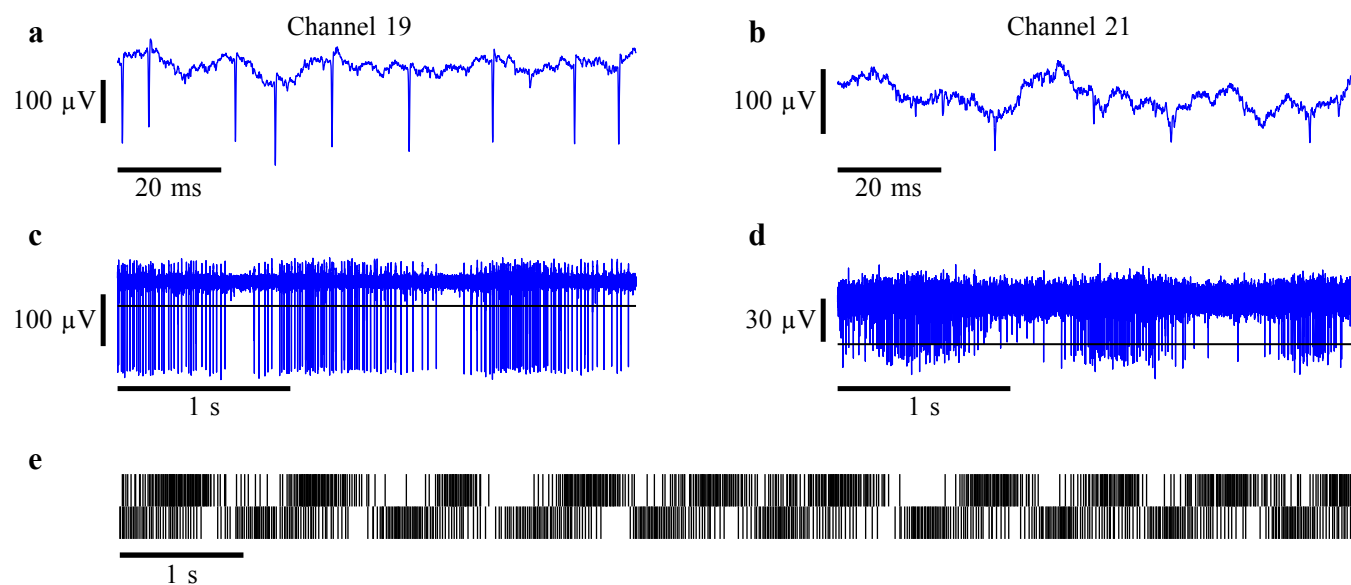 a
Channel 19
b
Channel 21
100 µV
100 µV
20 ms
20 ms
c
d
100 µV
30 µV
1 s
1 s
e
1 s